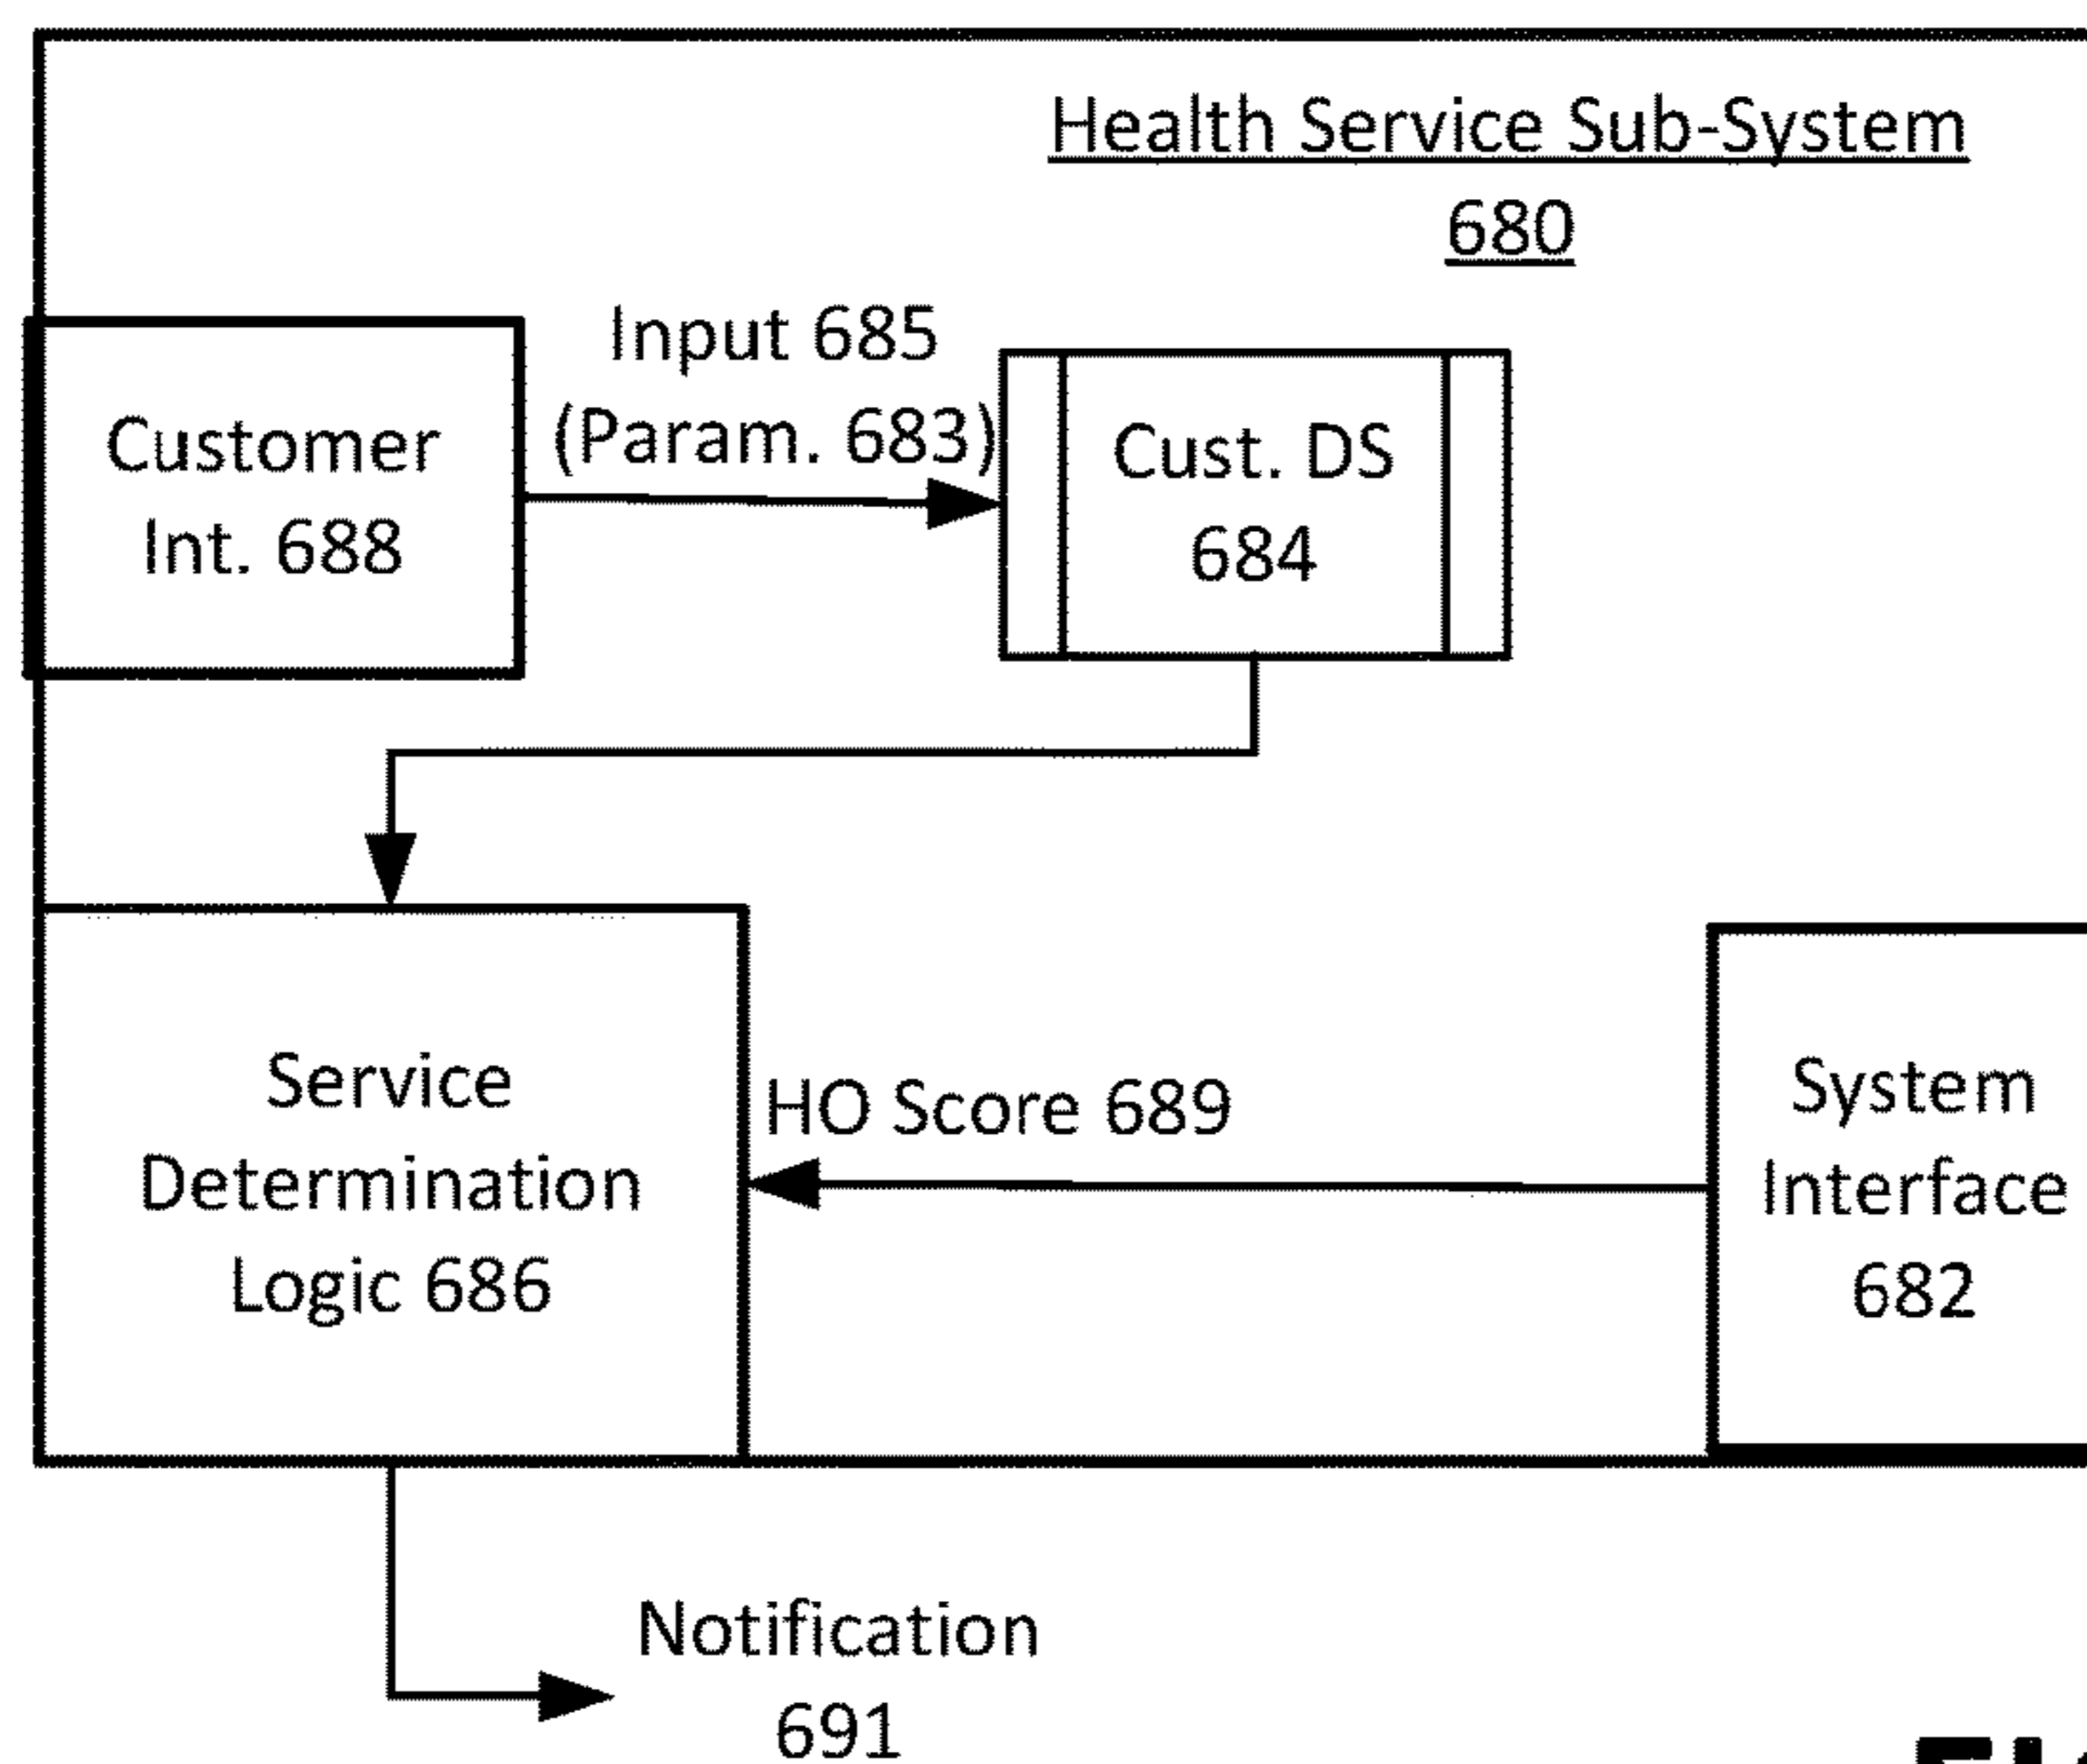 Health Service Sub-System
680
Input 685
(Param. 683)
Customer
Int. 688
Cust. DS
684
Service
Determination
Logic 686
HO Score 689
System
Interface
682
Notification
691